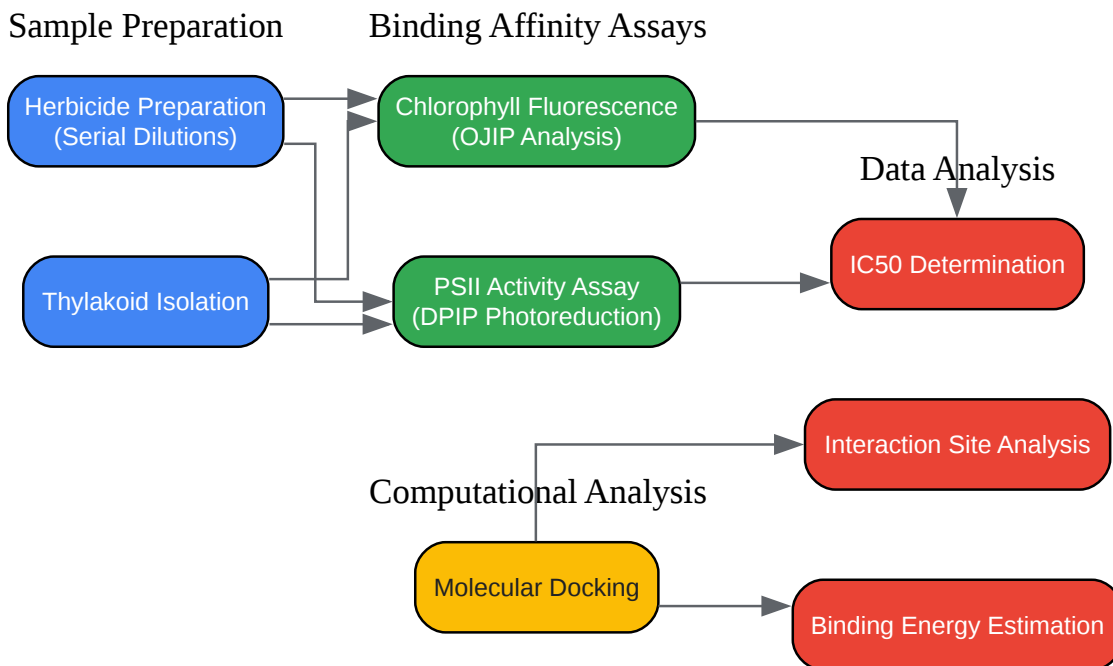 Sample Preparation
Binding Affinity Assays
Herbicide Preparation
(Serial Dilutions)
Chlorophyll Fluorescence
(OJIP Analysis)
Data Analysis
Thylakoid Isolation
PSII Activity Assay
(DPIP Photoreduction)
IC50 Determination
Interaction Site Analysis
Computational Analysis
Molecular Docking
Binding Energy Estimation